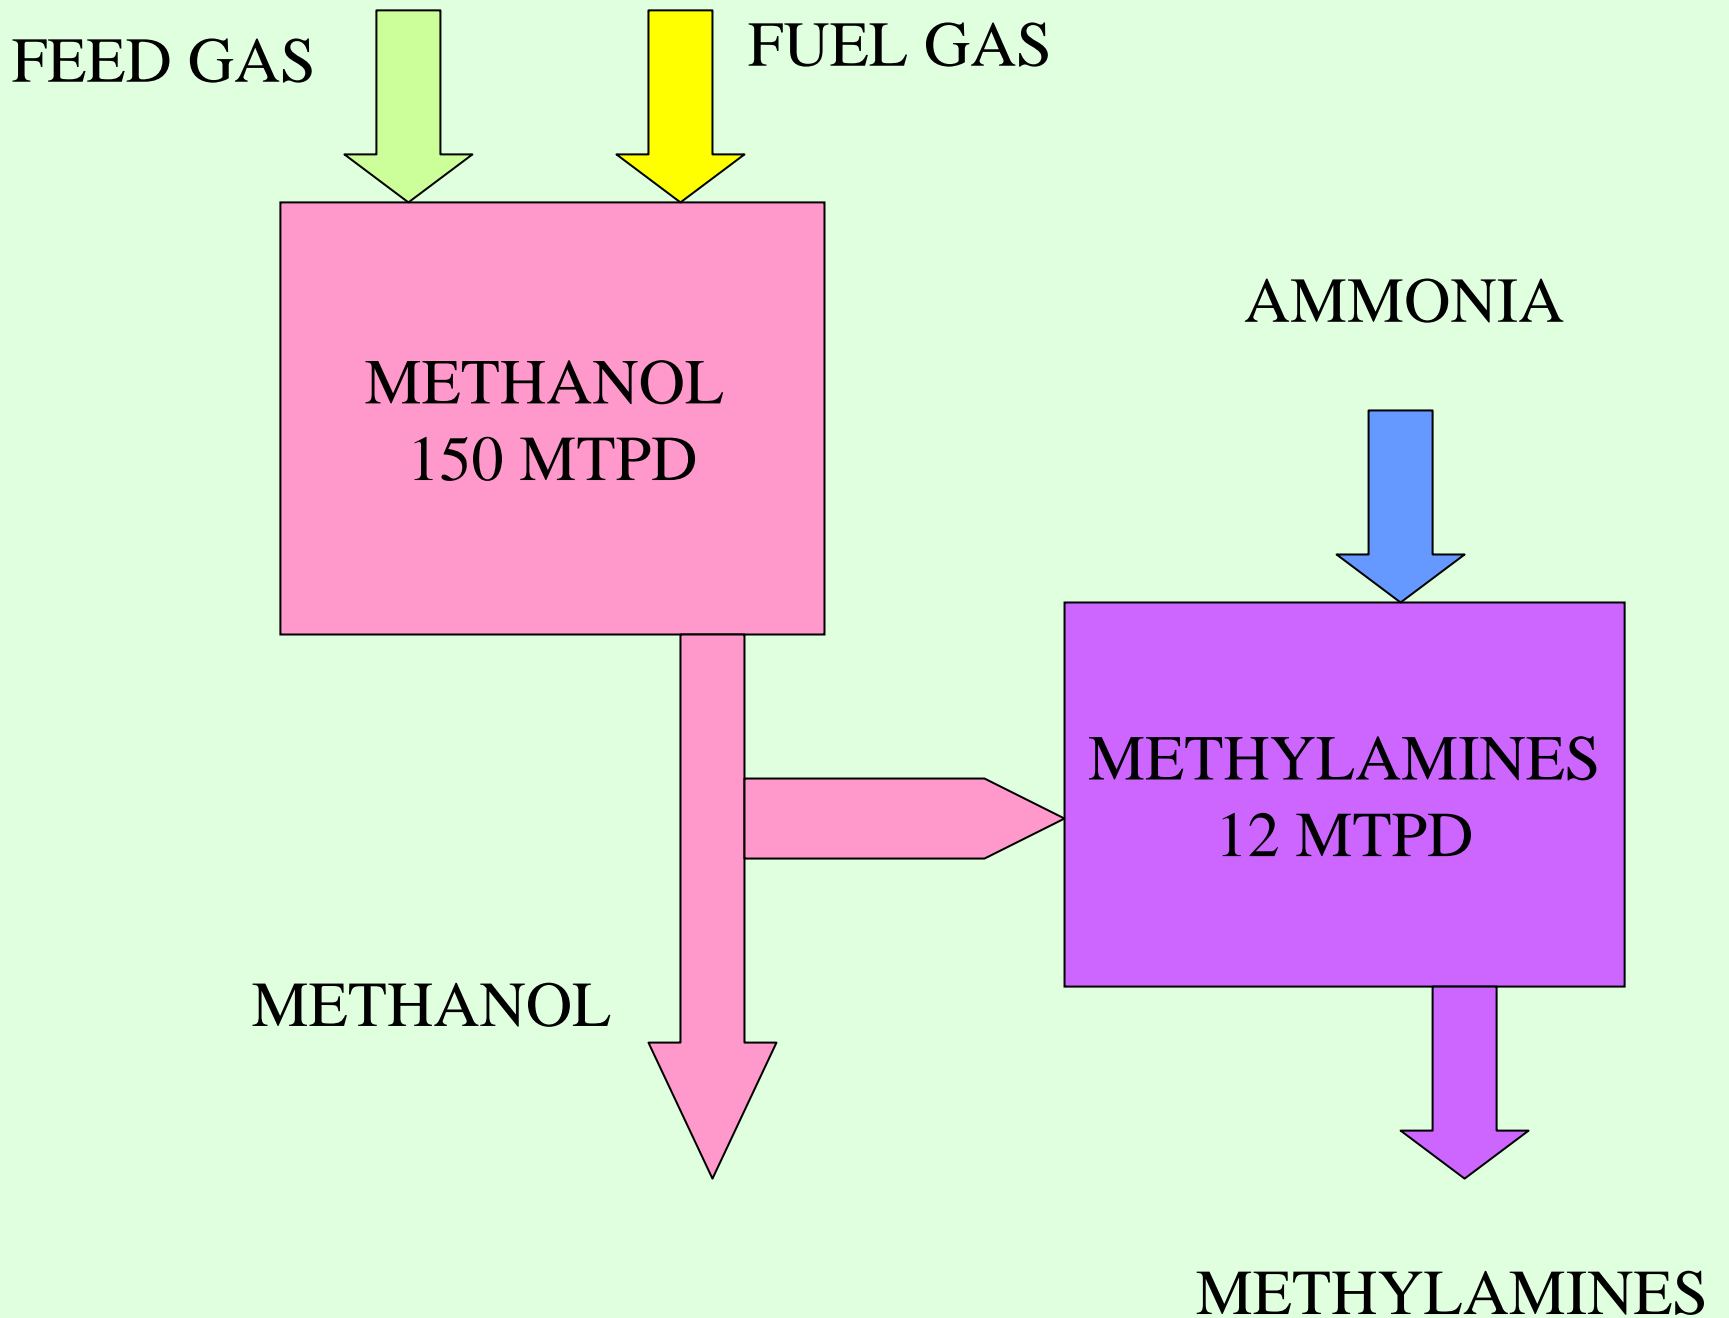 FEED GAS
FUEL GAS
METHANOL
150 MTPD
AMMONIA
METHYLAMINES
12 MTPD
METHANOL
METHYLAMINES